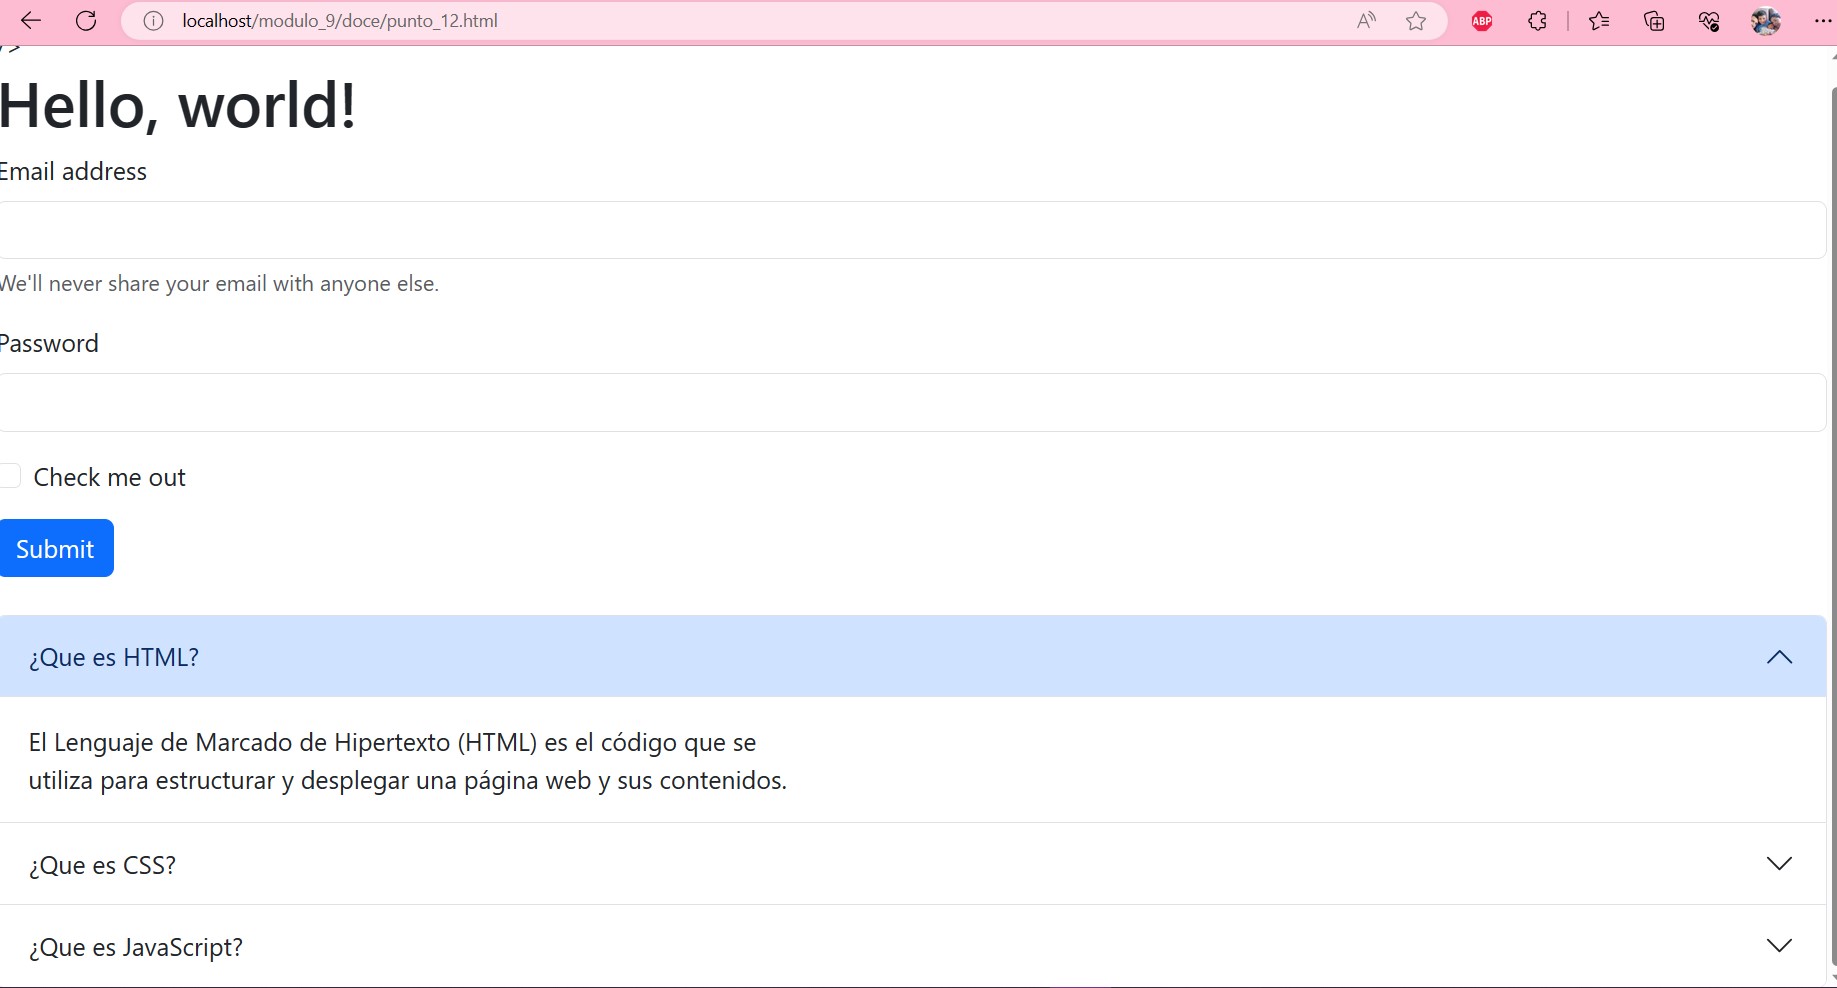 localhost/modulo_9/doce/punto_12.html
ABP
/>
Hello, world!
Email address
We'll never share your email with anyone else.
Password
Check me out
Submit
¿Que es HTML?
El Lenguaje de Marcado de Hipertexto (HTML) es el código que se
utiliza para estructurar y desplegar una página web y sus contenidos.
¿Que es CSS?
¿Que es JavaScript?